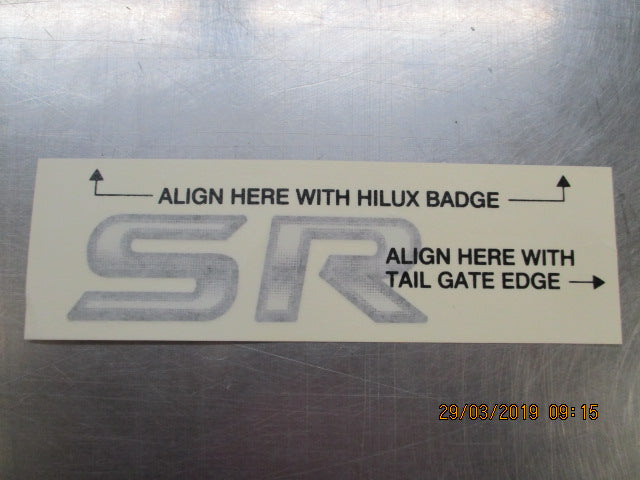 ALIGN HERE WITH HILUX BADGE
SR
ALIGN HERE WITH
TAIL GATE EDGE
29/03/2019 09:15